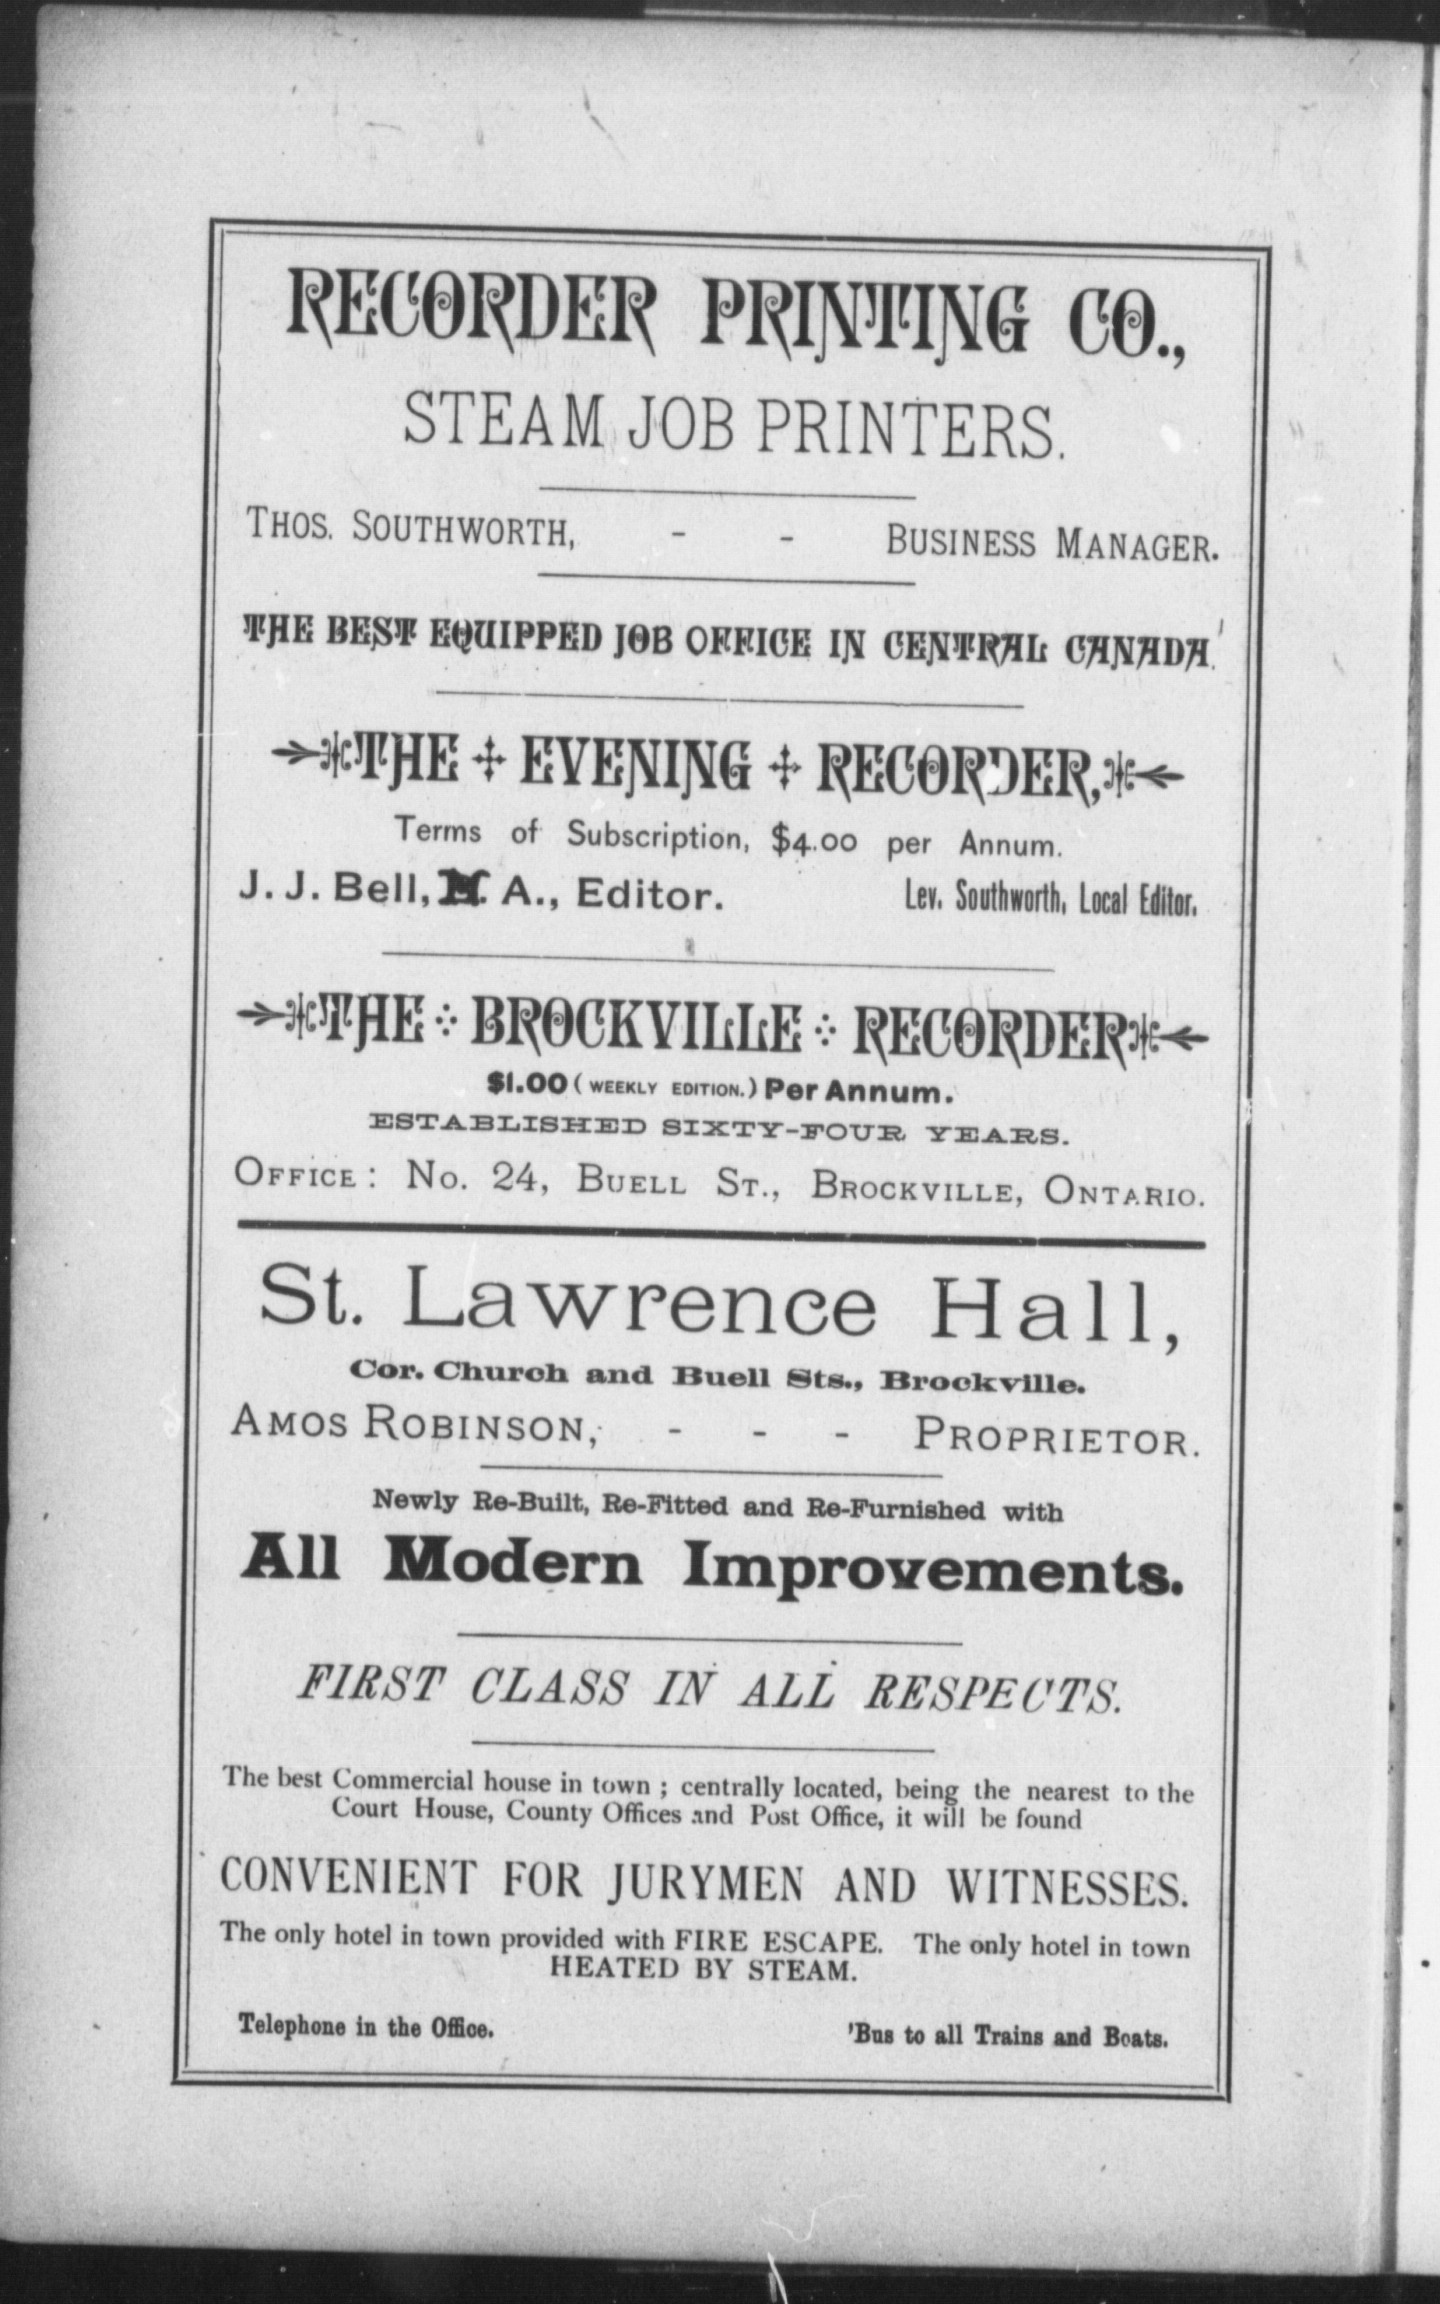 RECORDER PRINTING CO.,
STEAM JOB PRINTERS.
THOS. SOUTHWORTH, - - BUSINESS MANAGER.
THE BEST EQUIPPED JOB OFFICE IN CENTRAL CANADA.
THE EVENING RECORDER,
Terms of Subscription, $4.00 per Annum.
J. J. Bell, M. A., Editor. Lev. Southworth, Local Editor.
THE BROCKVILLE RECORDER
$1.00 (WEEKLY EDITION.) Per Annum.
ESTABLISHED SIXTY-FOUR YEARS.
OFFICE: No. 24, BUELL ST., BROCKVILLE, ONTARIO.
St. Lawrence Hall,
Cor. Church and Buell Sts., Brockville.
AMOS ROBINSON, - - - PROPRIETOR.
Newly Re-Built, Re-Fitted and Re-Furnished with
All Modern Improvements.
FIRST CLASS IN ALL RESPECTS.
The best Commercial house in town ; centrally located, being the nearest to the
Court House, County Offices and Post Office, it will be found
CONVENIENT FOR JURYMEN AND WITNESSES.
The only hotel in town provided with FIRE ESCAPE. The only hotel in town
HEATED BY STEAM.
Telephone in the Office. 'Bus to all Trains and Boats.